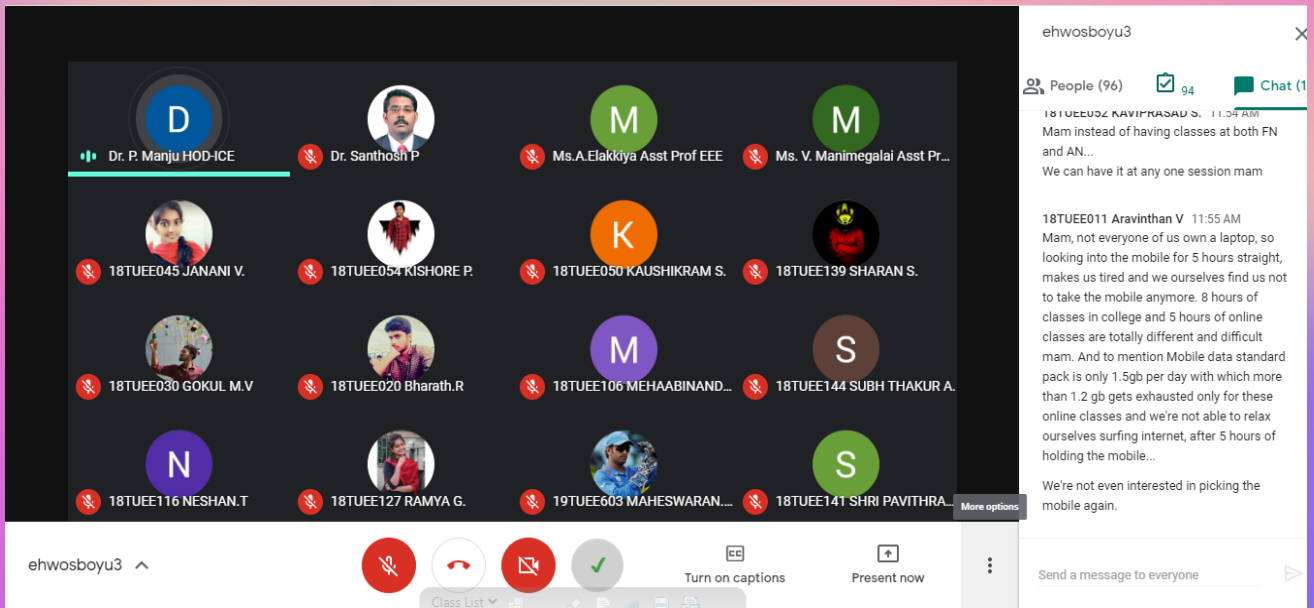 D
Dr. P. Manju HOD-ICE
Dr. Santhosh P
M
Ms.A.Elakkiya Asst Prof EEE
M
Ms. V. Manimegalai Asst Pr...
18TUEE045 JANANI V.
18TUEE054 KISHORE P.
K
18TUEE050 KAUSHIKRAM S.
18TUEE139 SHARAN S.
18TUEE030 GOKUL M.V
18TUEE020 Bharath.R
M
18TUEE106 MEHAABINAND...
S
18TUEE144 SUBH THAKUR A.
N
18TUEE116 NESHAN.T
18TUEE127 RAMYA G.
19TUEE603 MAHESWARAN....
S
18TUEE141 SHRI PAVITHRA...
More options
ehwosboyu3
CC
Turn on captions
Present now
Class List
ehwosboyu3
People (96)
94
Chat (1
18TUEE052 KAVIPRASAD S. 11:54 AM
Mam instead of having classes at both FN
and AN...
We can have it at any one session mam
18TUEE011 Aravinthan V 11:55 AM
Mam, not everyone of us own a laptop, so
looking into the mobile for 5 hours straight,
makes us tired and we ourselves find us not
to take the mobile anymore. 8 hours of
classes in college and 5 hours of online
classes are totally different and difficult
mam. And to mention Mobile data standard
pack is only 1.5gb per day with which more
than 1.2 gb gets exhausted only for these
online classes and we're not able to relax
ourselves surfing internet, after 5 hours of
holding the mobile...
We're not even interested in picking the
mobile again.
Send a message to everyone